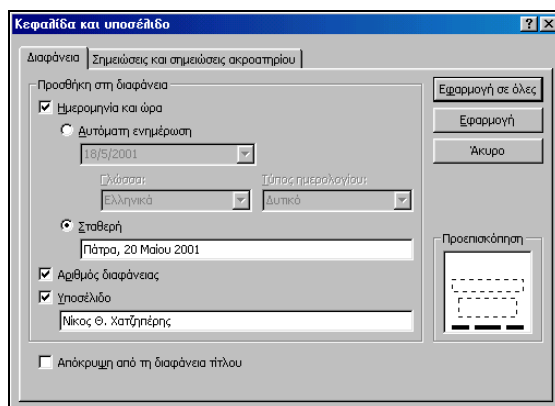 Κεφαλίδα και υποσέλιδο
Διαφάνεια
Σημειώσεις και σημειώσεις ακροατηρίου
Προσθήκη στη διαφάνεια
Ημερομηνία και ώρα
Αυτόματη ενημέρωση
18/5/2001
Γλώσσα: Τύπος ημερολογίου:
Ελληνικά Δυτικό
Σταθερή
Πάτρα, 20 Μαίου 2001
Αριθμός διαφάνειας
Υποσέλιδο
Νίκος Θ. Χατζηπέρης
Απόκρυψη από τη διαφάνεια τίτλου
Εφαρμογή σε όλες
Εφαρμογή
Άκυρο
Προεπισκόπηση